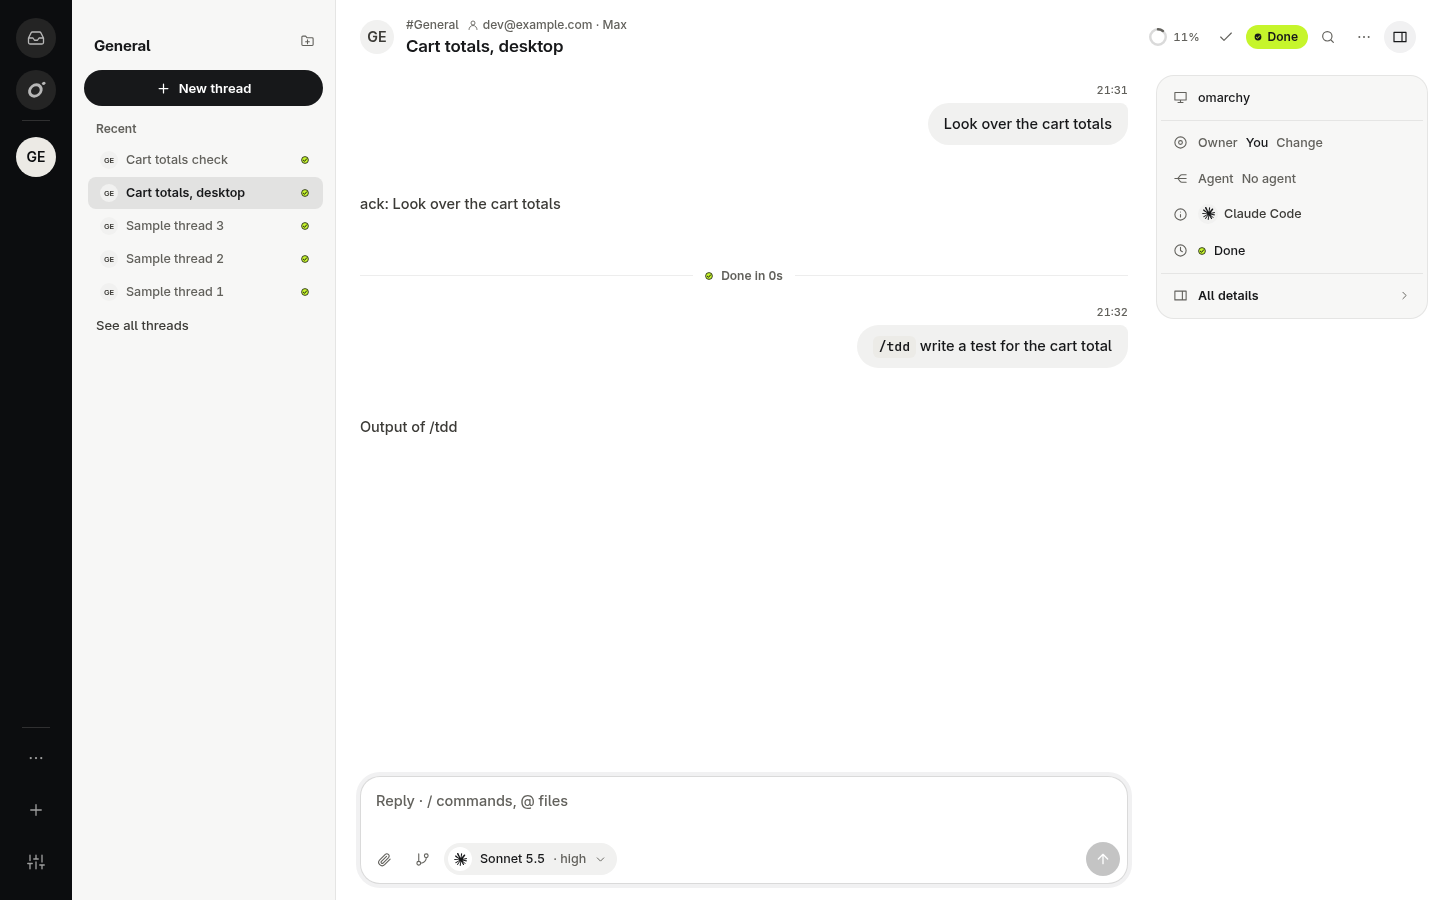 GE
General
New thread
Recent
GE Cart totals check
GE Cart totals, desktop
GE Sample thread 3
GE Sample thread 2
GE Sample thread 1
See all threads
GE
#General dev@example.com · Max
Cart totals, desktop
11%
Done
21:31
Look over the cart totals
ack: Look over the cart totals
Done in 0s
21:32
/tdd write a test for the cart total
Output of /tdd
Reply · / commands, @ files
Sonnet 5.5 · high
omarchy
Owner You Change
Agent No agent
Claude Code
Done
All details